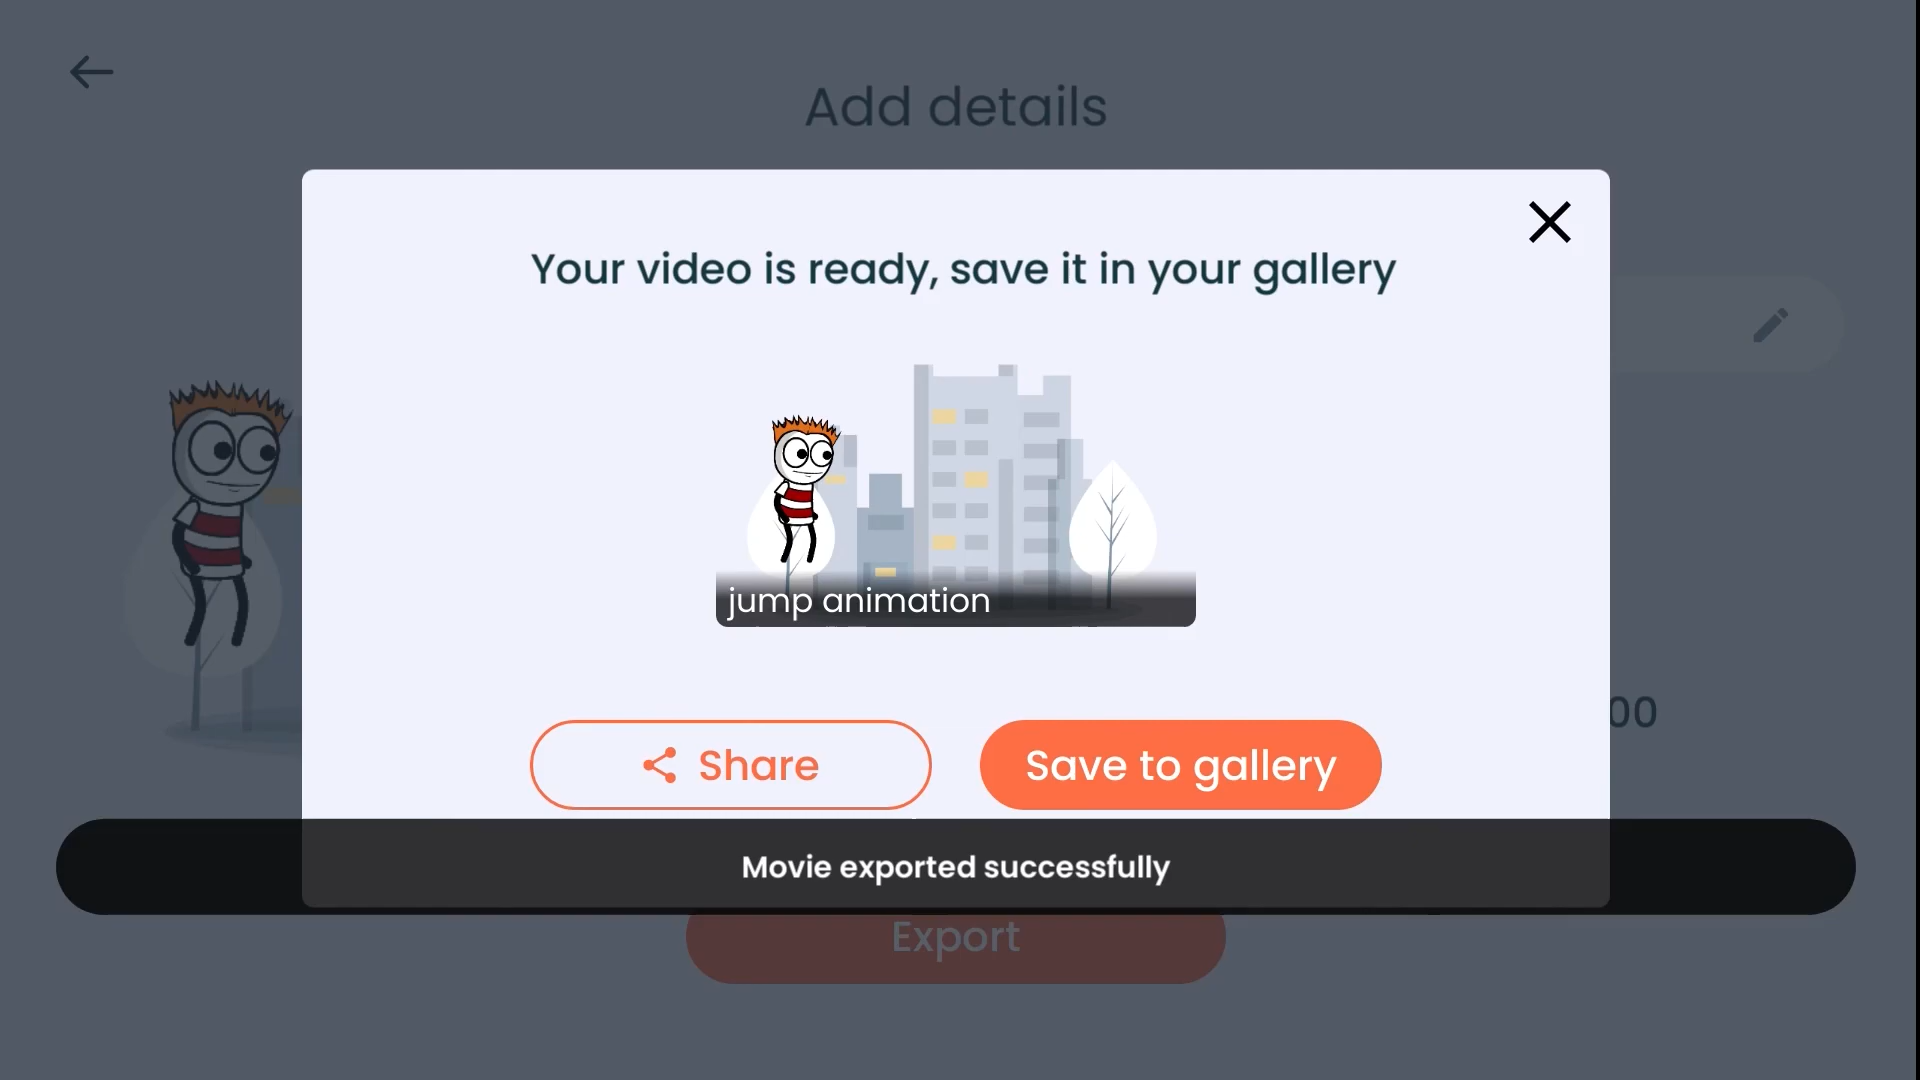 Add details
Your video is ready, save it in your gallery
jump animation
00
Share
Save to gallery
Movie exported successfully
Export